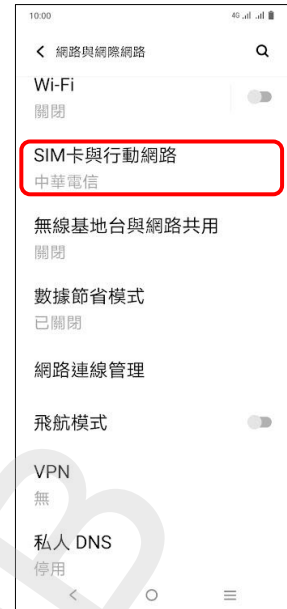 10:00 4G
網路與網際網路
Wi-Fi
關閉
SIM卡與行動網路
中華電信
無線基地台與網路共用
關閉
數據節省模式
已關閉
網路連線管理
飛航模式
VPN
無
私人 DNS
停用